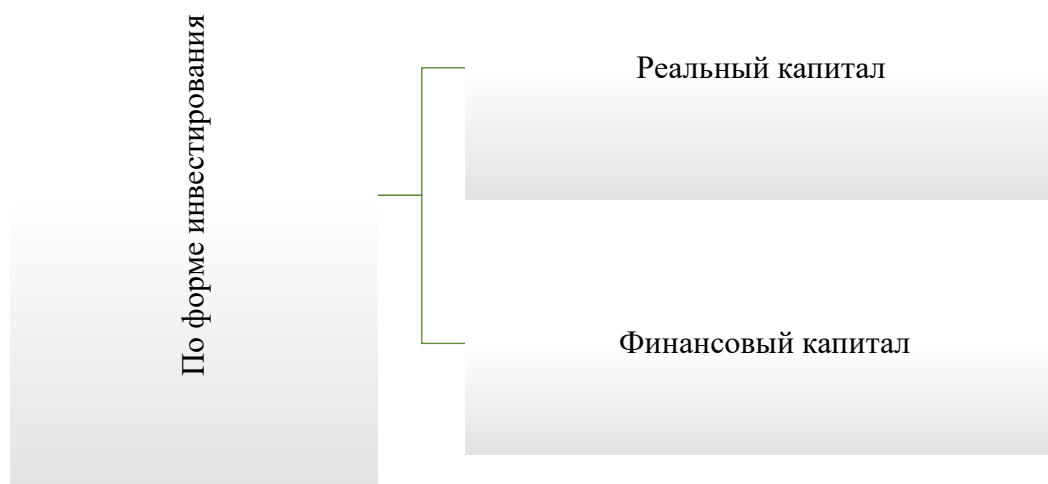 По форме инвестирования
Реальный капитал
Финансовый капитал